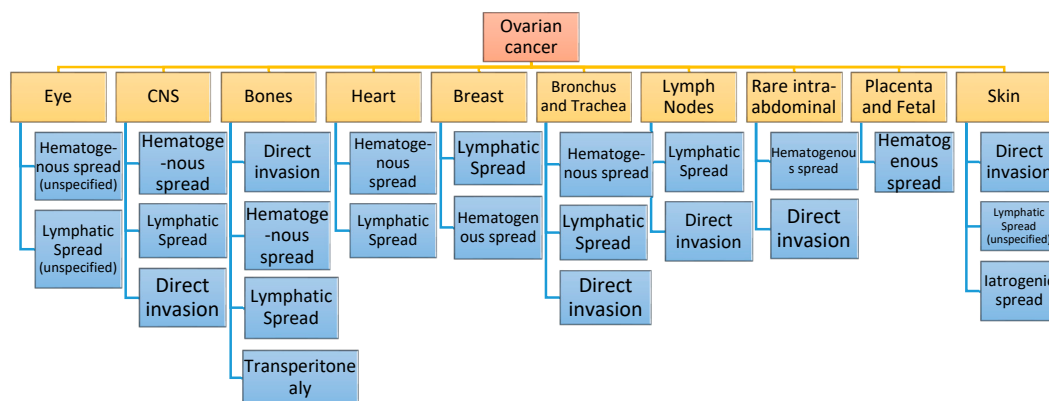 Ovarian
cancer
Eye
CNS
Bones
Heart
Breast
Bronchus
and Trachea
Lymph
Nodes
Rare intra-
abdominal
Placenta
and Fetal
Skin
Hematoge-
nous spread
(unspecified)
Lymphatic
Spread
(unspecified)
Hematoge
-nous
spread
Lymphatic
Spread
Direct
invasion
Direct
invasion
Hematoge
-nous
spread
Lymphatic
Spread
Transperitone
aly
Hematoge-
nous spread
Lymphatic
Spread
Lymphatic
Spread
Hematogen
ous spread
Hematoge-
nous spread
Lymphatic
Spread
Direct
invasion
Lymphatic
Spread
Direct
invasion
Hematogenou
s spread
Direct
invasion
Hematog
enous
spread
Direct
invasion
Lymphatic
Spread
(unspecified)
Iatrogenic
spread